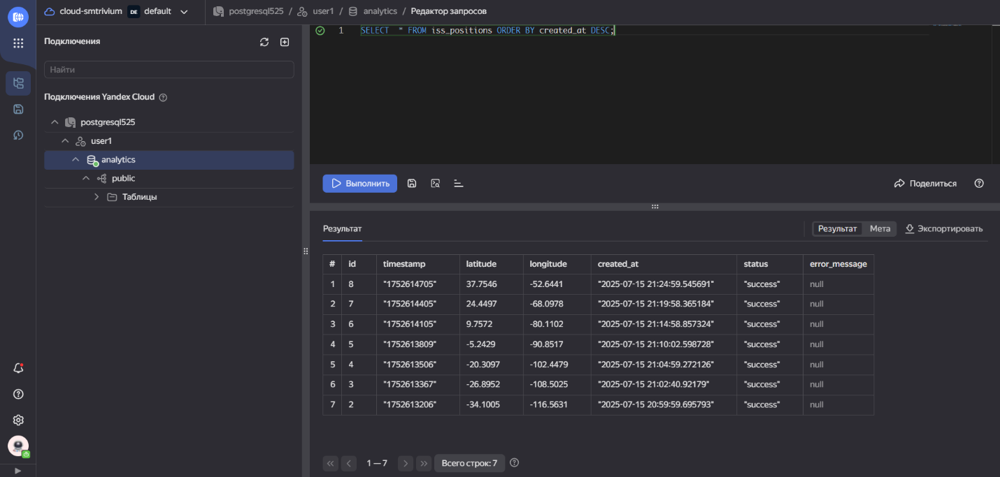 cloud-smtrivium DE default
postgresql525 / user1 / analytics / Редактор запросов
Подключения
Найти
Подключения Yandex Cloud
postgresql525
user1
analytics
public
Таблицы
1 SELECT * FROM iss_positions ORDER BY created_at DESC;
Выполнить
Поделиться
Результат
Результат Мета Экспортировать
# id timestamp latitude longitude created_at status error_message
1 8 "1752614705" 37.7546 -52.6441 "2025-07-15 21:24:59.545691" "success" null
2 7 "1752614405" 24.4497 -68.0978 "2025-07-15 21:19:58.365184" "success" null
3 6 "1752614105" 9.7572 -80.1102 "2025-07-15 21:14:58.857324" "success" null
4 5 "1752613809" -5.2429 -90.8517 "2025-07-15 21:10:02.598728" "success" null
5 4 "1752613506" -20.3097 -102.4479 "2025-07-15 21:04:59.272126" "success" null
6 3 "1752613367" -26.8952 -108.5025 "2025-07-15 21:02:40.92179" "success" null
7 2 "1752613206" -34.1005 -116.5631 "2025-07-15 20:59:59.695793" "success" null
1 — 7
Всего строк: 7